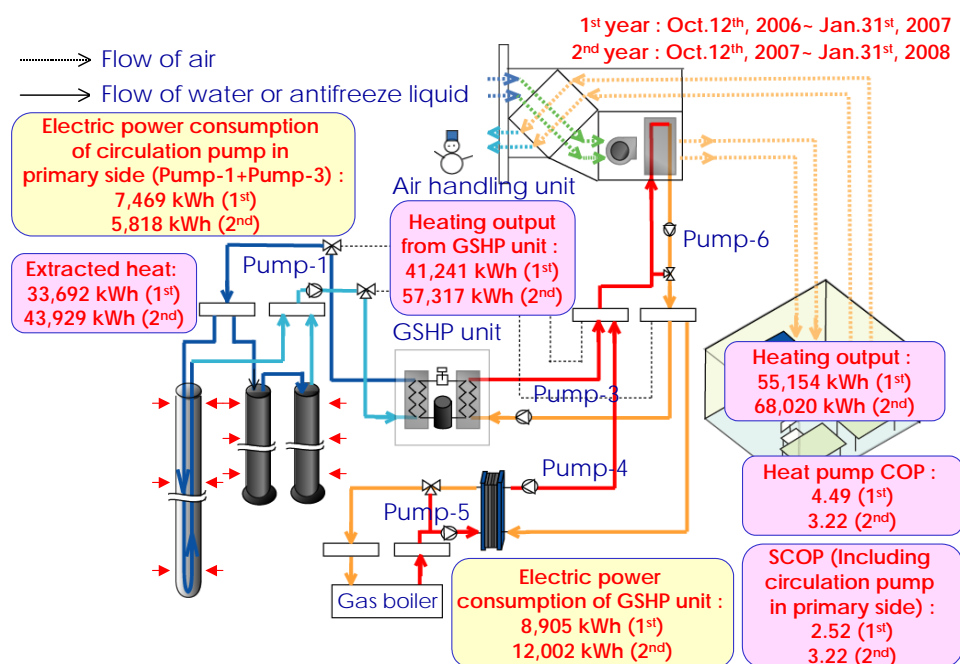 1st year : Oct.12th, 2006~ Jan.31st, 2007
2nd year : Oct.12th, 2007~ Jan.31st, 2008
Flow of air
Flow of water or antifreeze liquid
Electric power consumption
of circulation pump in
primary side (Pump-1+Pump-3) :
7,469 kWh (1st)
5,818 kWh (2nd)
Air handling unit
Heating output
from GSHP unit :
41,241 kWh (1st)
57,317 kWh (2nd)
Pump-6
Pump-1
Extracted heat:
33,692 kWh (1st)
43,929 kWh (2nd)
GSHP unit
Heating output :
55,154 kWh (1st)
68,020 kWh (2nd)
Pump-3
Pump-4
Heat pump COP :
4.49 (1st)
3.22 (2nd)
Pump-5
SCOP (Including
circulation pump
in primary side) :
2.52 (1st)
3.22 (2nd)
Gas boiler
Electric power
consumption of GSHP unit :
8,905 kWh (1st)
12,002 kWh (2nd)